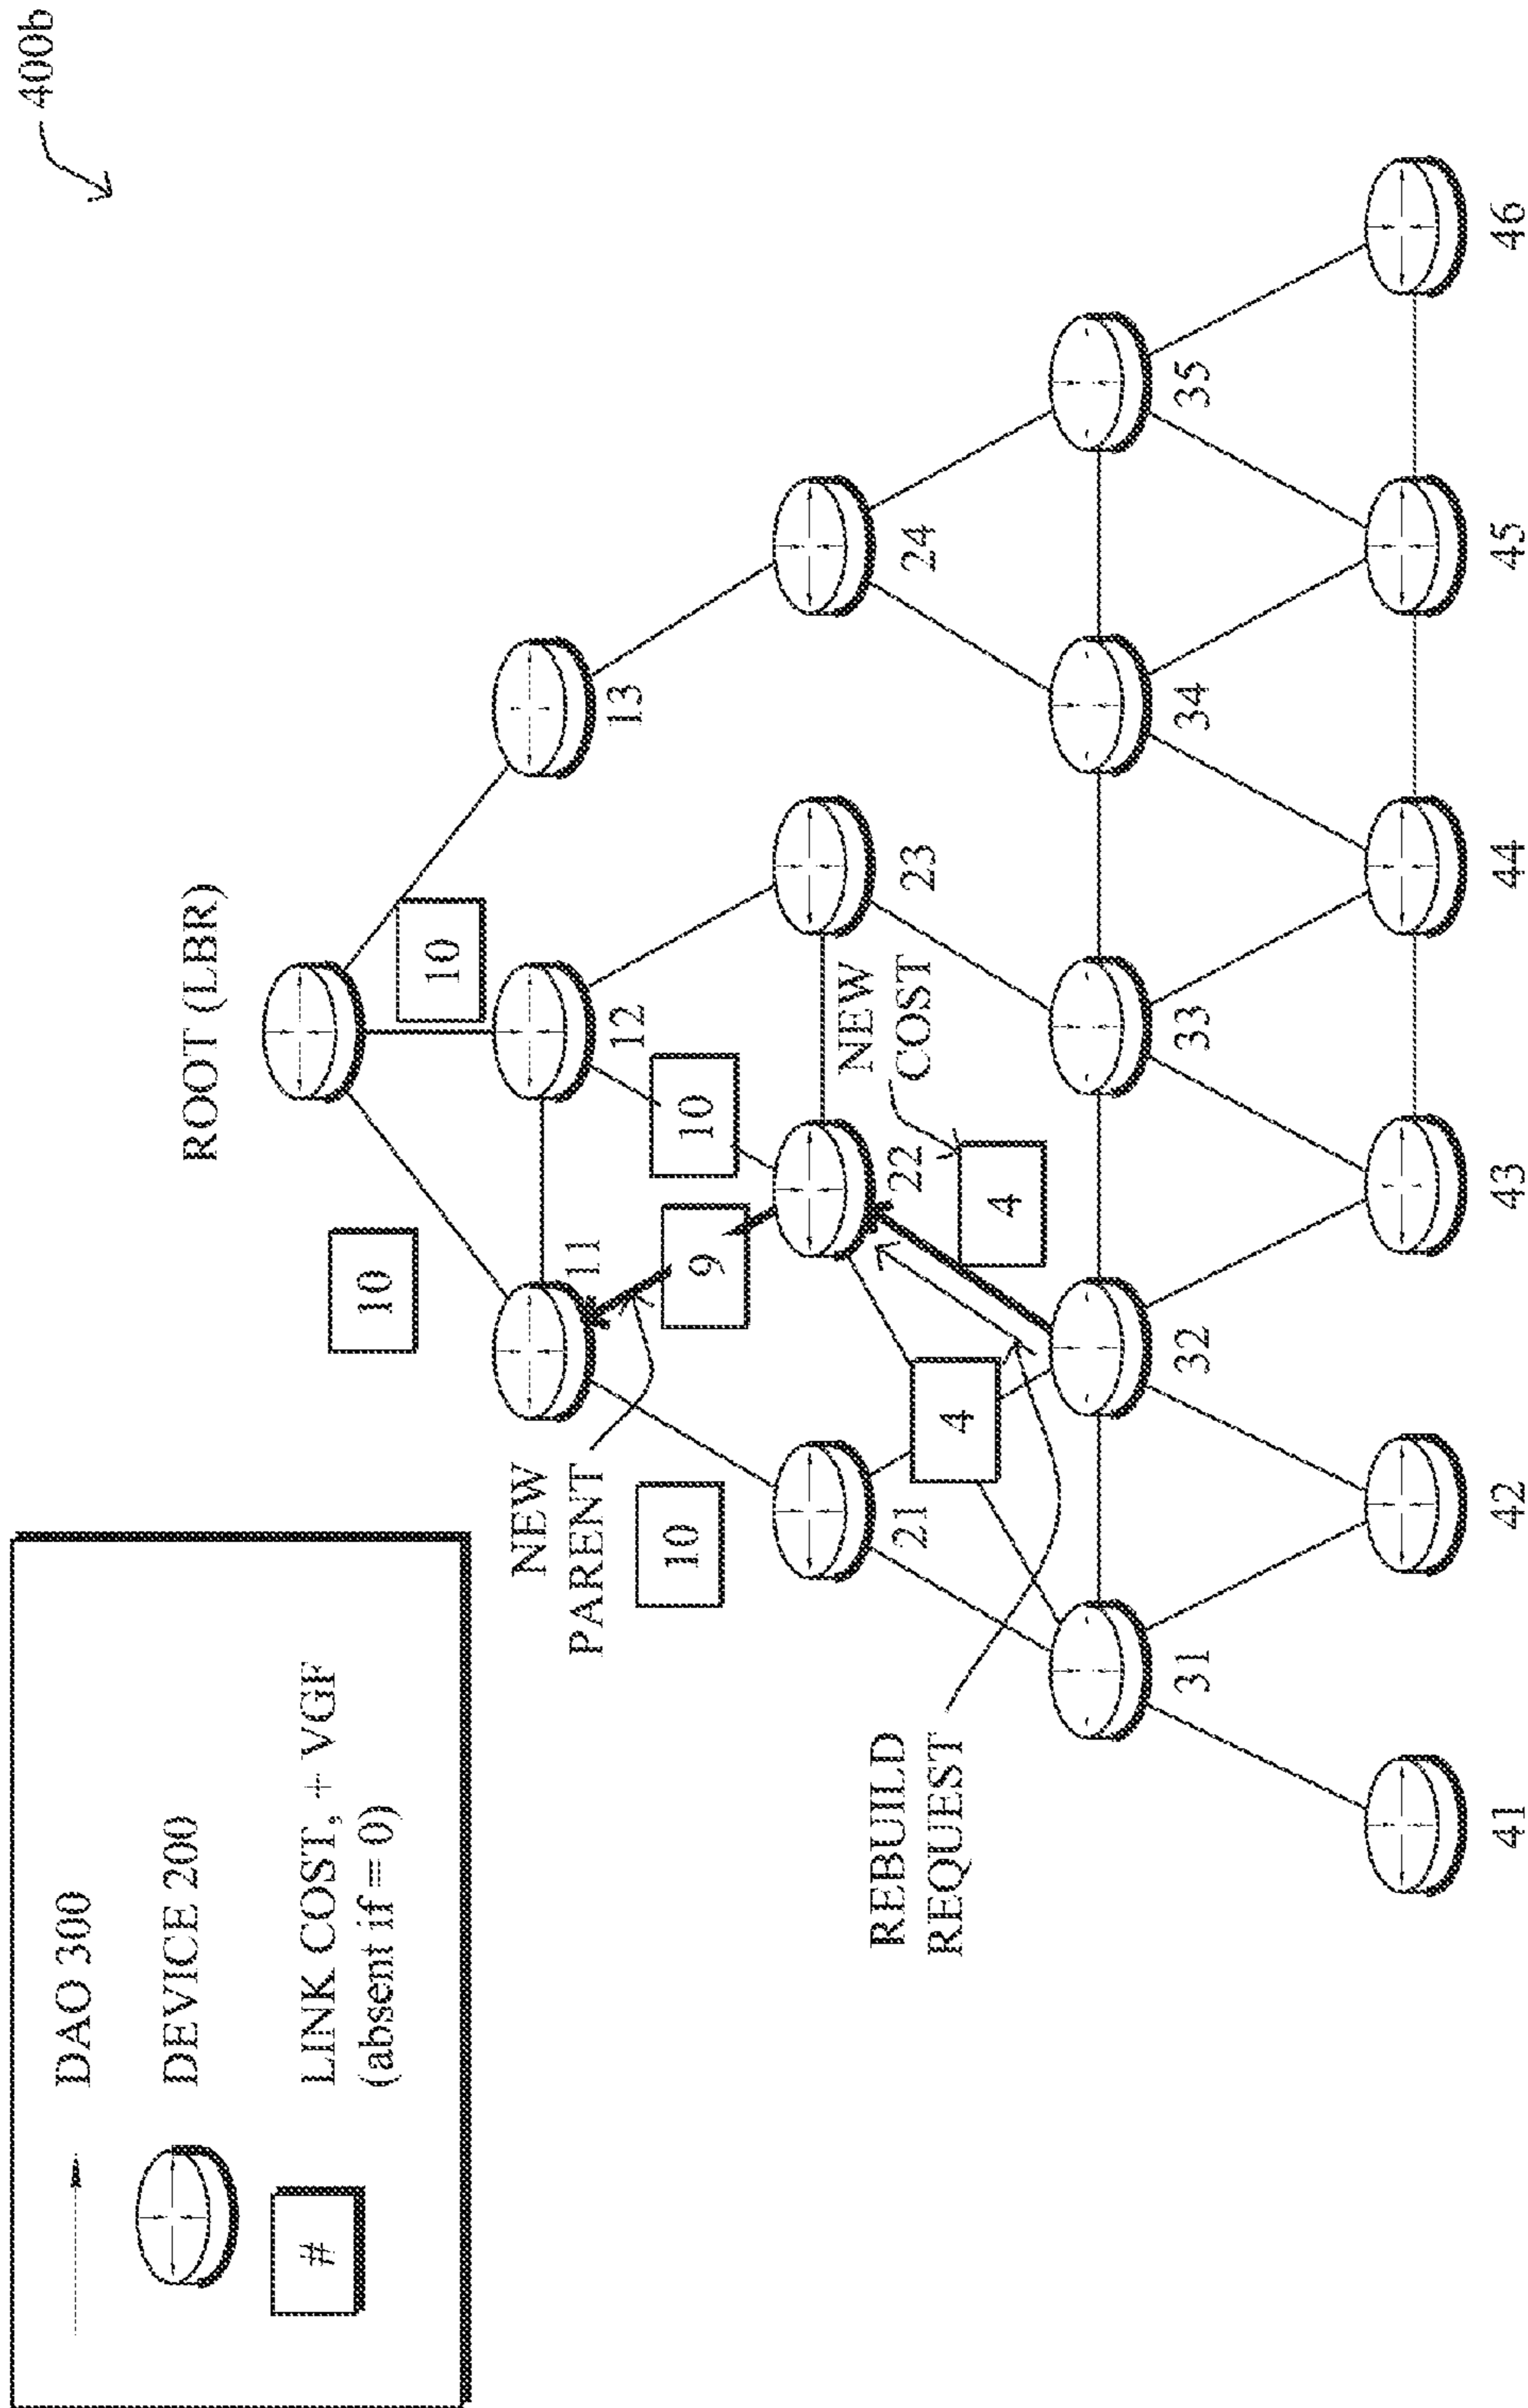 400b
DAO 300
DEVICE 200
#
LINK COST, + VGF
(absent if = 0)
ROOT (LBR)
10
10
11
12
13
NEW
PARENT
9
10
10
21
22
23
24
NEW
COST
4
4
REBUILD
REQUEST
31
32
33
34
35
41
42
43
44
45
46